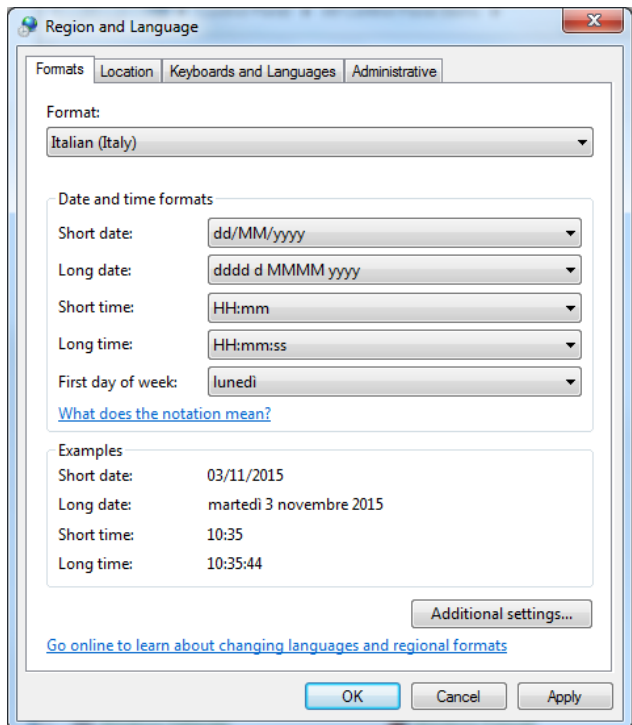 Region and Language
Formats Location Keyboards and Languages Administrative
Format:
Italian (Italy)
Date and time formats
Short date: dd/MM/yyyy
Long date: dddd d MMMM yyyy
Short time: HH:mm
Long time: HH:mm:ss
First day of week: lunedì
What does the notation mean?
Examples
Short date: 03/11/2015
Long date: martedì 3 novembre 2015
Short time: 10:35
Long time: 10:35:44
Additional settings...
Go online to learn about changing languages and regional formats
OK Cancel Apply